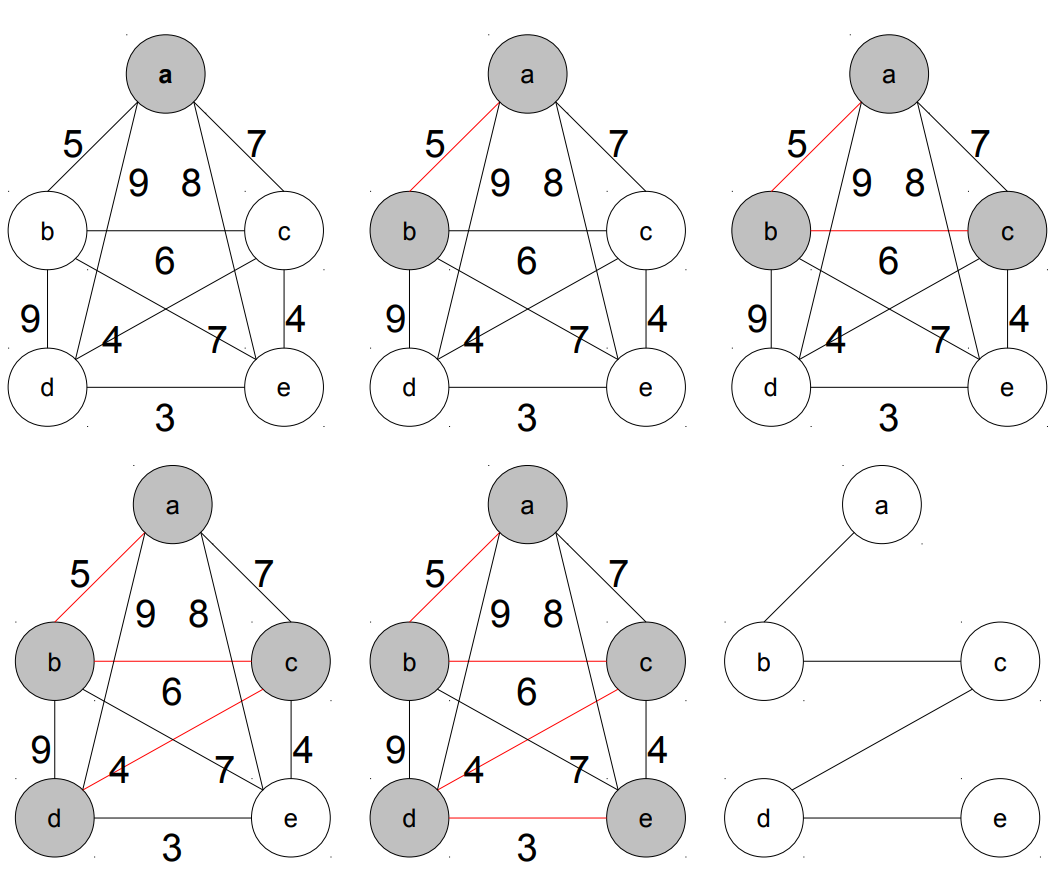 a a a
5 7 5 7 5 7
9 8 9 8 9 8
b c b c b c
6 6 6
9 4 9 4 9 4
4 7 4 7 4 7
d e d e d e
3 3 3
a a a
5 7 5 7
9 8 9 8
b c b c b c
6 6
9 4 9 4
4 7 4 7
d e d e d e
3 3